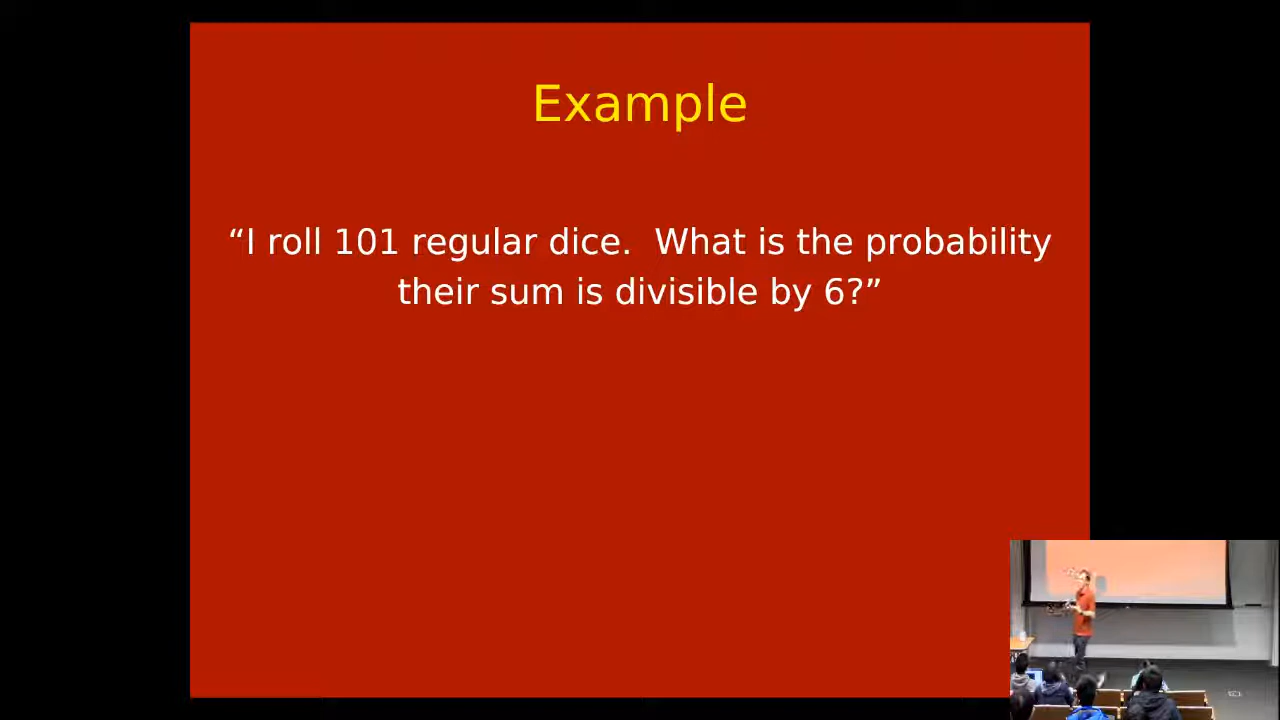 Example
“I roll 101 regular dice.  What is the probability
their sum is divisible by 6?”